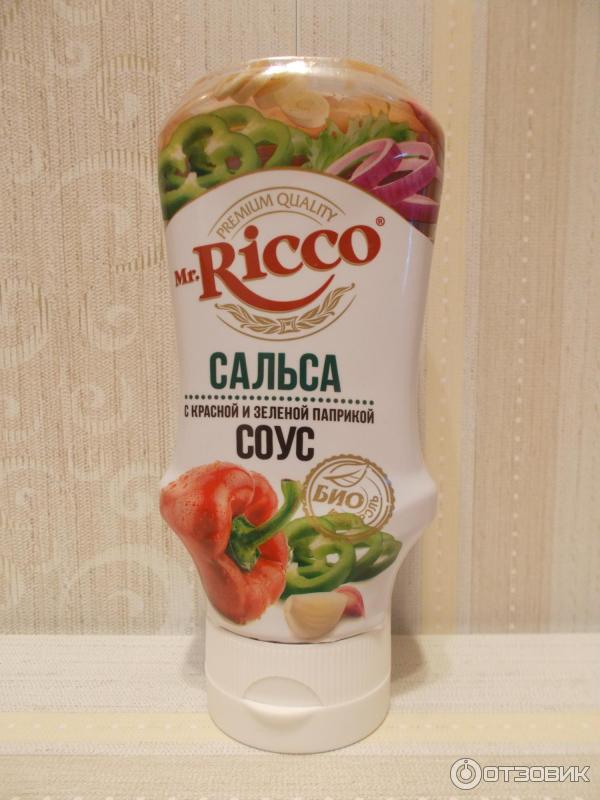 PREMIUM QUALITY
Mr. Ricco®
САЛЬСА
С КРАСНОЙ И ЗЕЛЕНОЙ ПАПРИКОЙ
СОУС
БИО
ОТЗОВИК